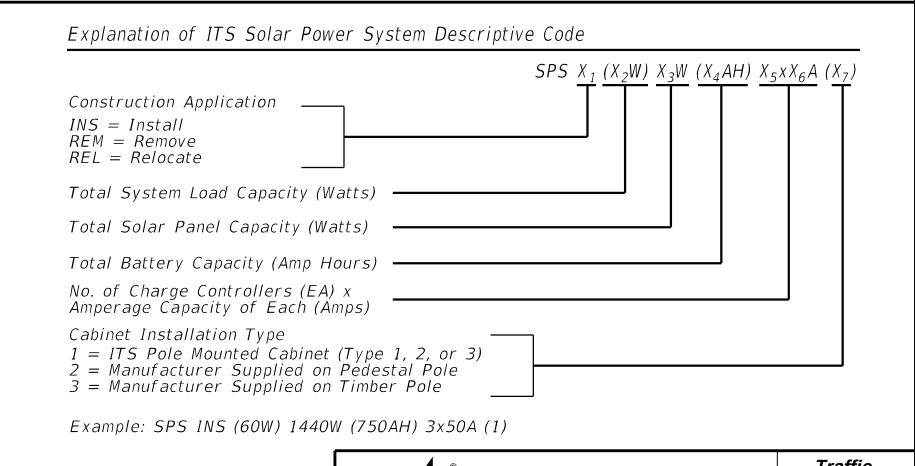 Explanation of ITS Solar Power System Descriptive Code
SPS X1 (X2W) X3W (X4AH) X5xX6A (X7)
Construction Application
INS = Install
REM = Remove
REL = Relocate
Total System Load Capacity (Watts)
Total Solar Panel Capacity (Watts)
Total Battery Capacity (Amp Hours)
No. of Charge Controllers (EA) x
Amperage Capacity of Each (Amps)
Cabinet Installation Type
1 = ITS Pole Mounted Cabinet (Type 1, 2, or 3)
2 = Manufacturer Supplied on Pedestal Pole
3 = Manufacturer Supplied on Timber Pole
Example: SPS INS (60W) 1440W (750AH) 3x50A (1)
®
Traffic